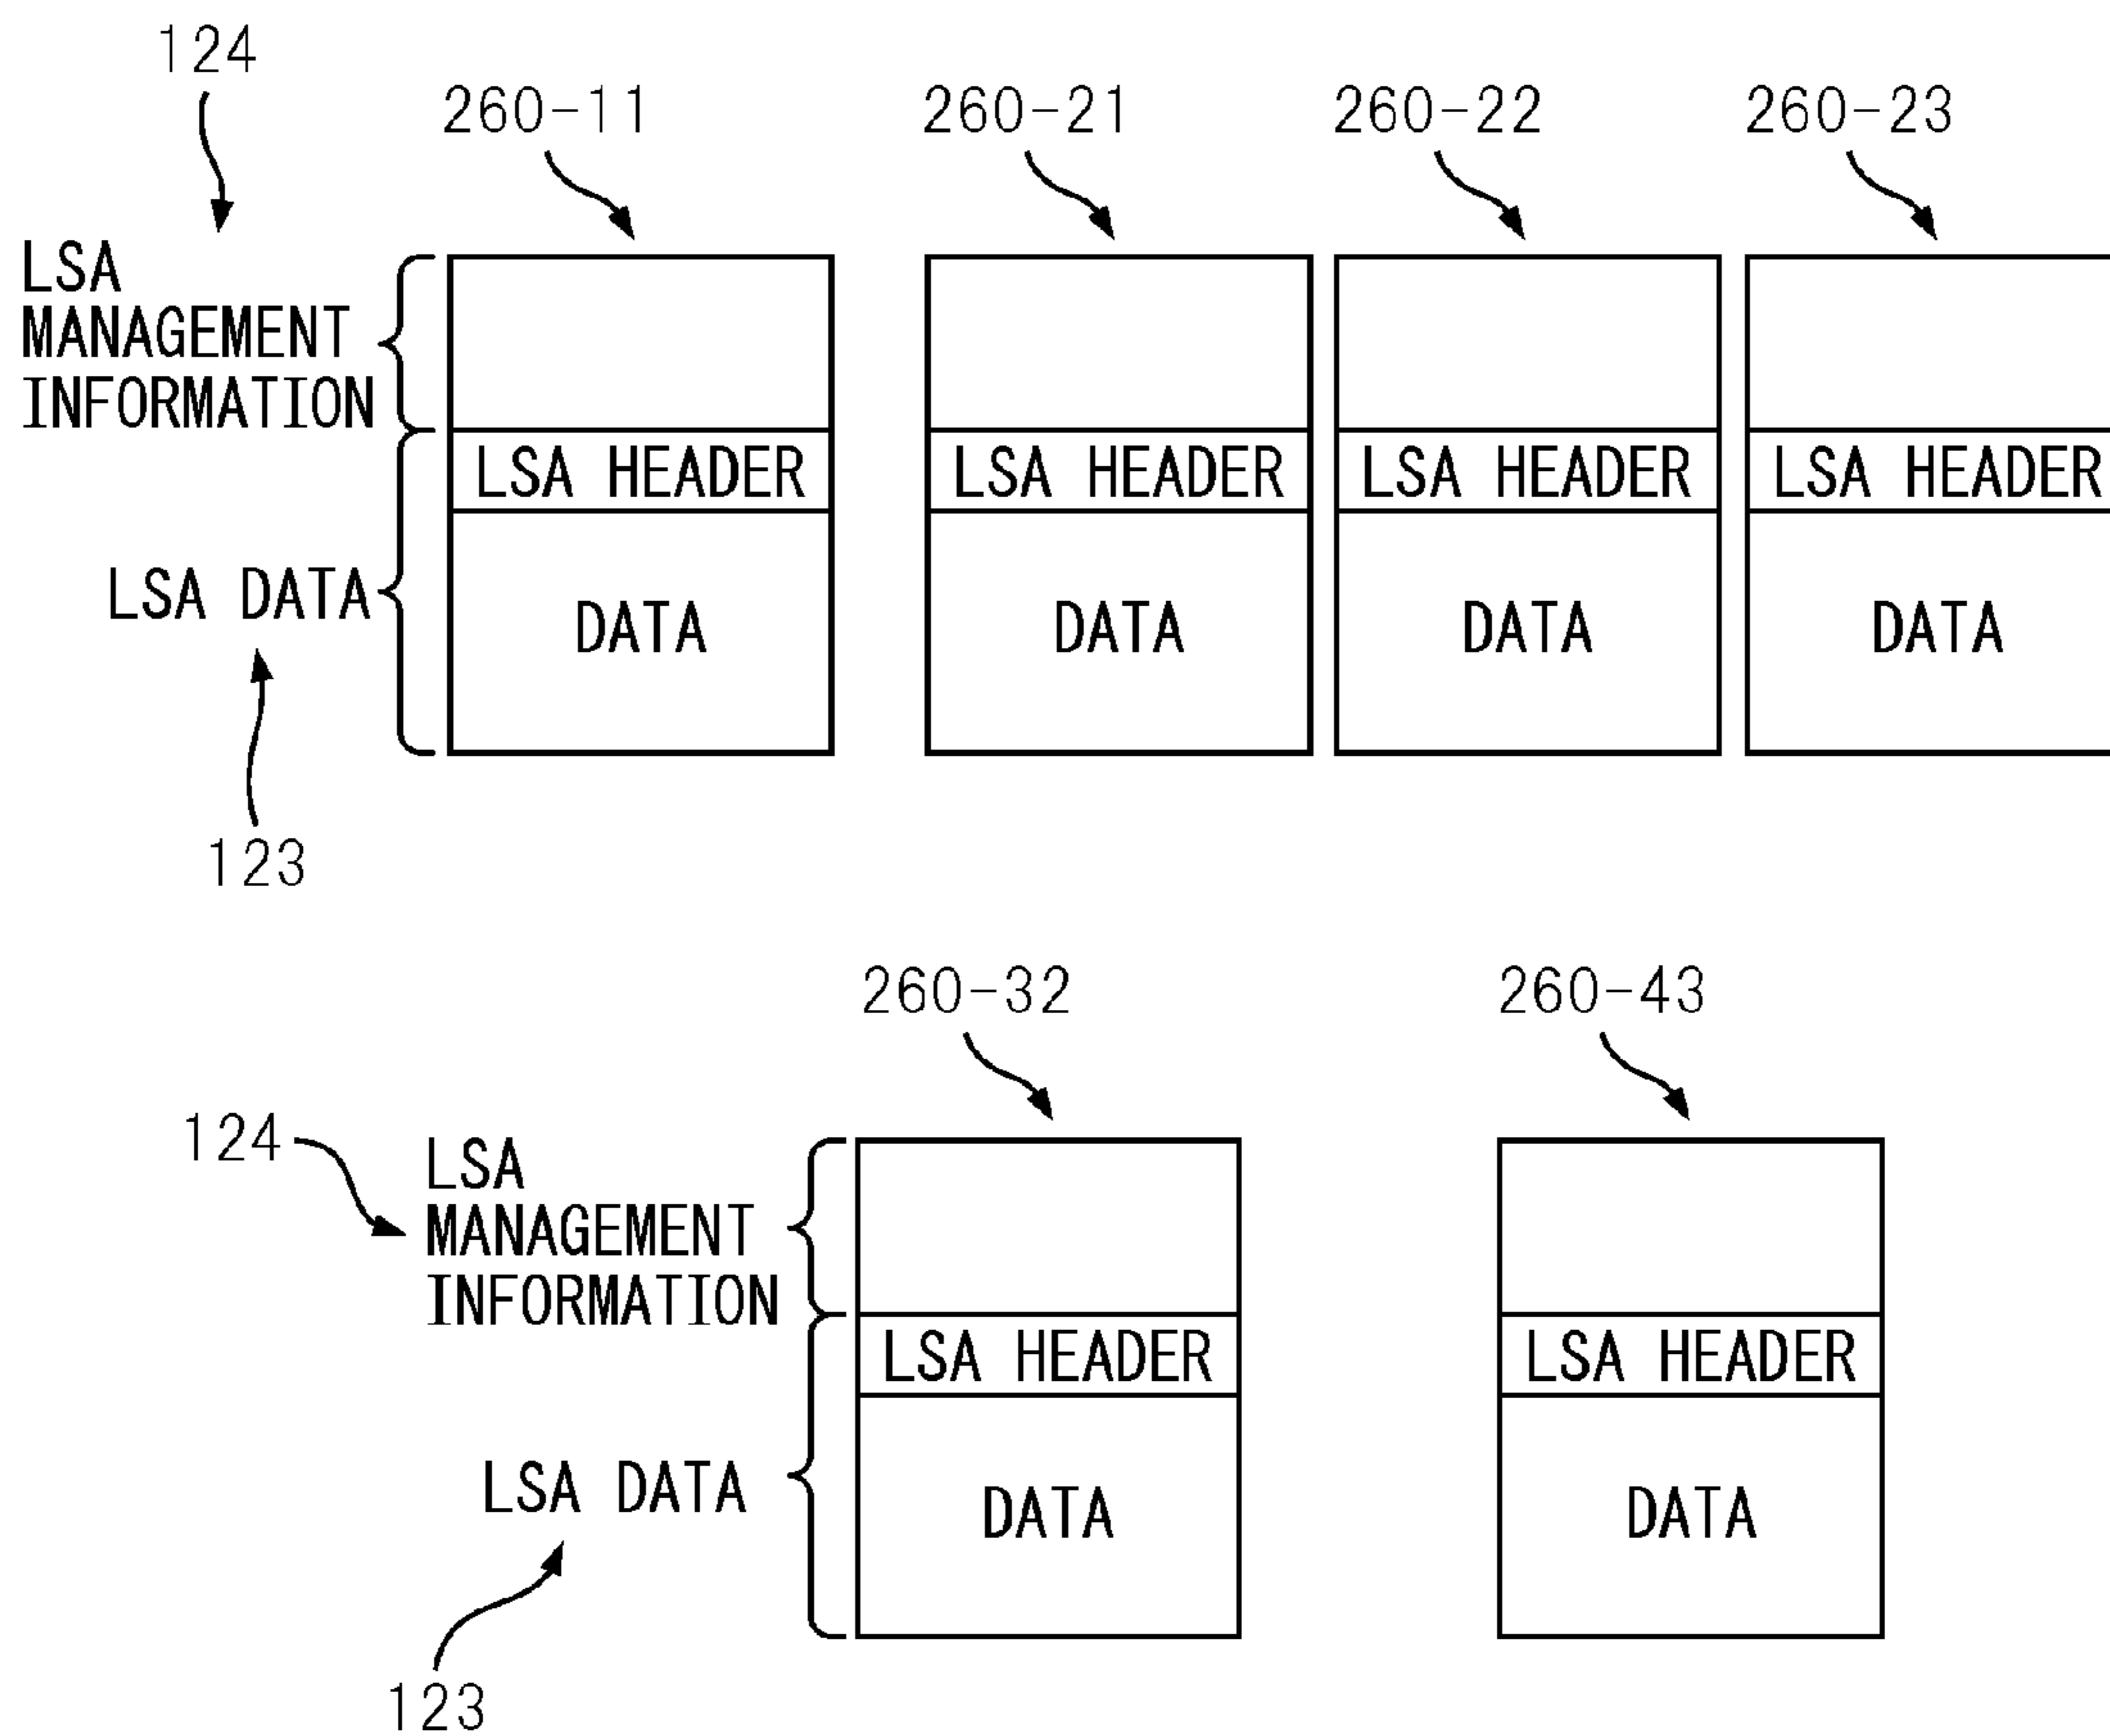 124
260-11
260-21
260-22
260-23
LSA
MANAGEMENT
INFORMATION
LSA HEADER
LSA HEADER
LSA HEADER
LSA HEADER
LSA DATA
DATA
DATA
DATA
DATA
123
260-32
260-43
124
LSA
MANAGEMENT
INFORMATION
LSA HEADER
LSA HEADER
LSA DATA
DATA
DATA
123